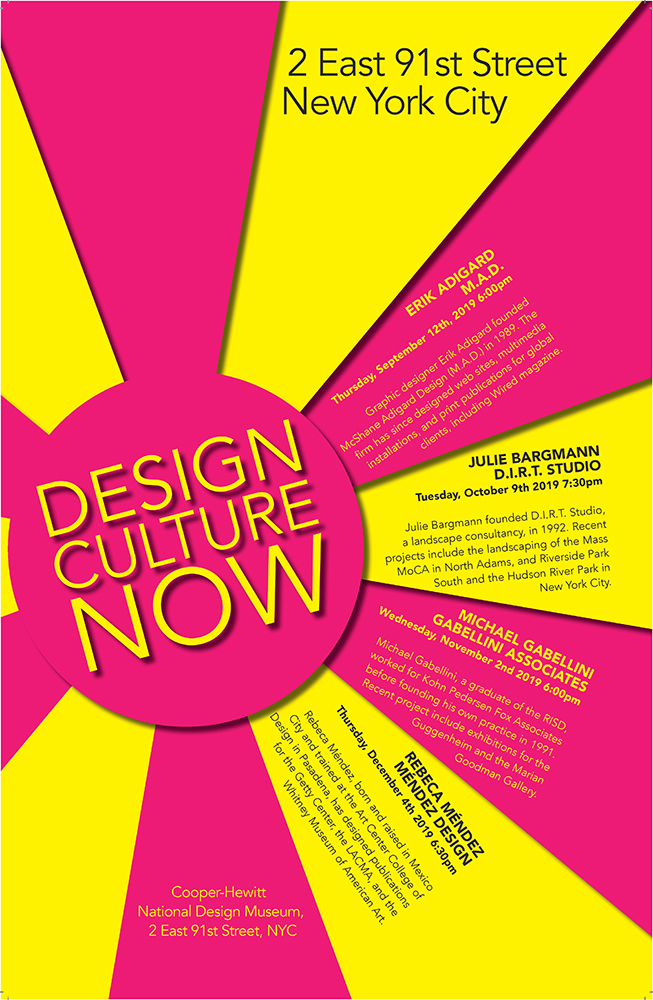 2 East 91st Street
New York City
ERIK ADIGARD
M.A.D.
Thursday, September 12th, 2019 6:00pm
Graphic designer Erik Adigard founded
McShane Adigard Design (M.A.D.) in 1989. The
firm has since designed web sites, multimedia
installations, and print publications for global
clients, including Wired magazine.
DESIGN
CULTURE
NOW
JULIE BARGMANN
D.I.R.T. STUDIO
Tuesday, October 9th 2019 7:30pm
Julie Bargmann founded D.I.R.T. Studio,
a landscape consultancy, in 1992. Recent
projects include the landscaping of the Mass
MoCA in North Adams, and Riverside Park
South and the Hudson River Park in
New York City.
MICHAEL GABELLINI
GABELLINI ASSOCIATES
Wednesday, November 2nd 2019 6:00pm
Michael Gabellini, a graduate of the RISD,
worked for Kohn Pedersen Fox Associates
before founding his own practice in 1991.
Recent project include exhibitions for the
Guggenheim and the Marian
Goodman Gallery.
REBECA MÉNDEZ
MÉNDEZ DESIGN
Thursday, December 4th 2019 6:30pm
Rebeca Méndez, born and raised in Mexico
City and trained at the Art Center College of
Design in Pasadena, has designed publications
for the Getty Center, the LACMA, and the
Whitney Museum of American Art.
Cooper-Hewitt
National Design Museum,
2 East 91st Street, NYC